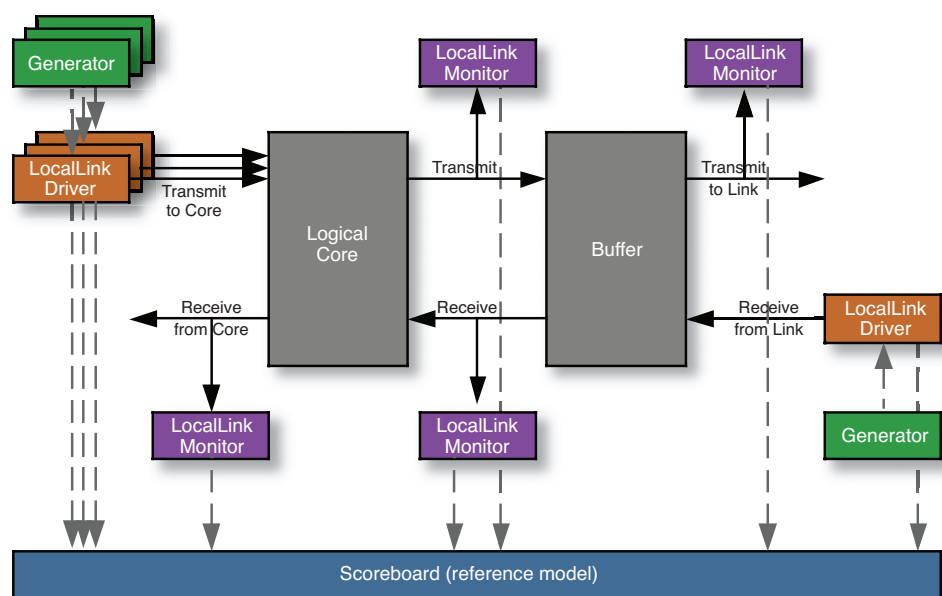 Generator
LocalLink
Monitor
LocalLink
Monitor
LocalLink
Driver
Transmit
to Core
Transmit
Transmit
to Link
Logical
Core
Buffer
Receive
from Core
Receive
Receive
from Link
LocalLink
Driver
LocalLink
Monitor
LocalLink
Monitor
Generator
Scoreboard (reference model)